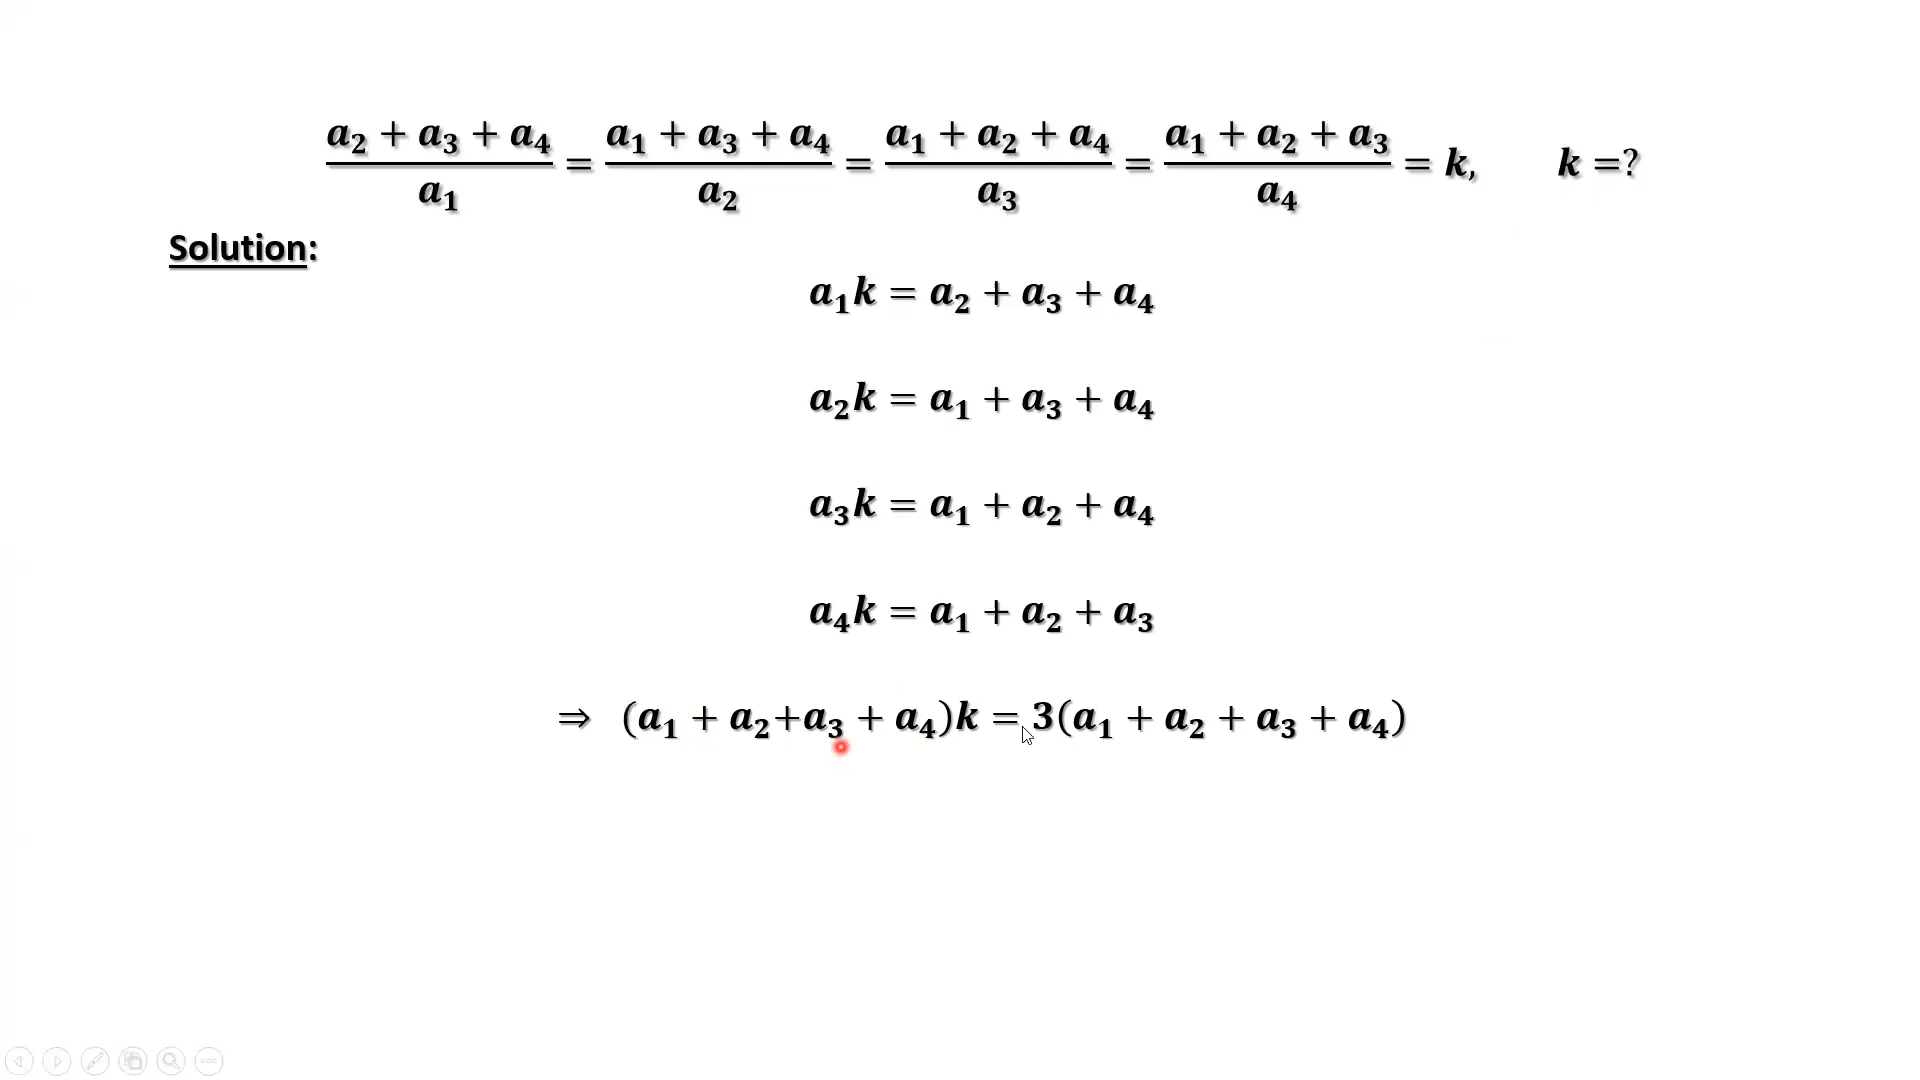 (a₂ + a₃ + a₄)/a₁ = (a₁ + a₃ + a₄)/a₂ = (a₁ + a₂ + a₄)/a₃ = (a₁ + a₂ + a₃)/a₄ = k, k =?
Solution:
a₁k = a₂ + a₃ + a₄
a₂k = a₁ + a₃ + a₄
a₃k = a₁ + a₂ + a₄
a₄k = a₁ + a₂ + a₃
⇒ (a₁ + a₂+a₃ + a₄)k = 3(a₁ + a₂ + a₃ + a₄)